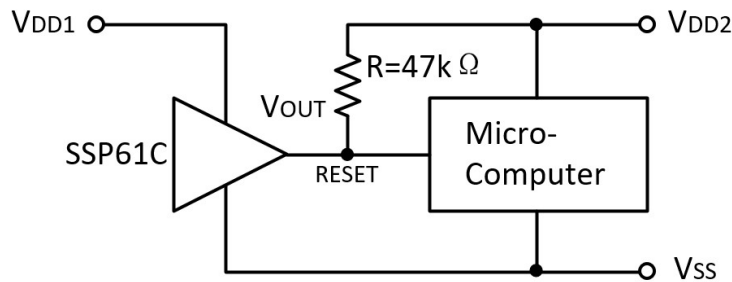 VDD1
VDD2
R=47kΩ
VOUT
SSP61C
RESET
Micro-
Computer
VSS